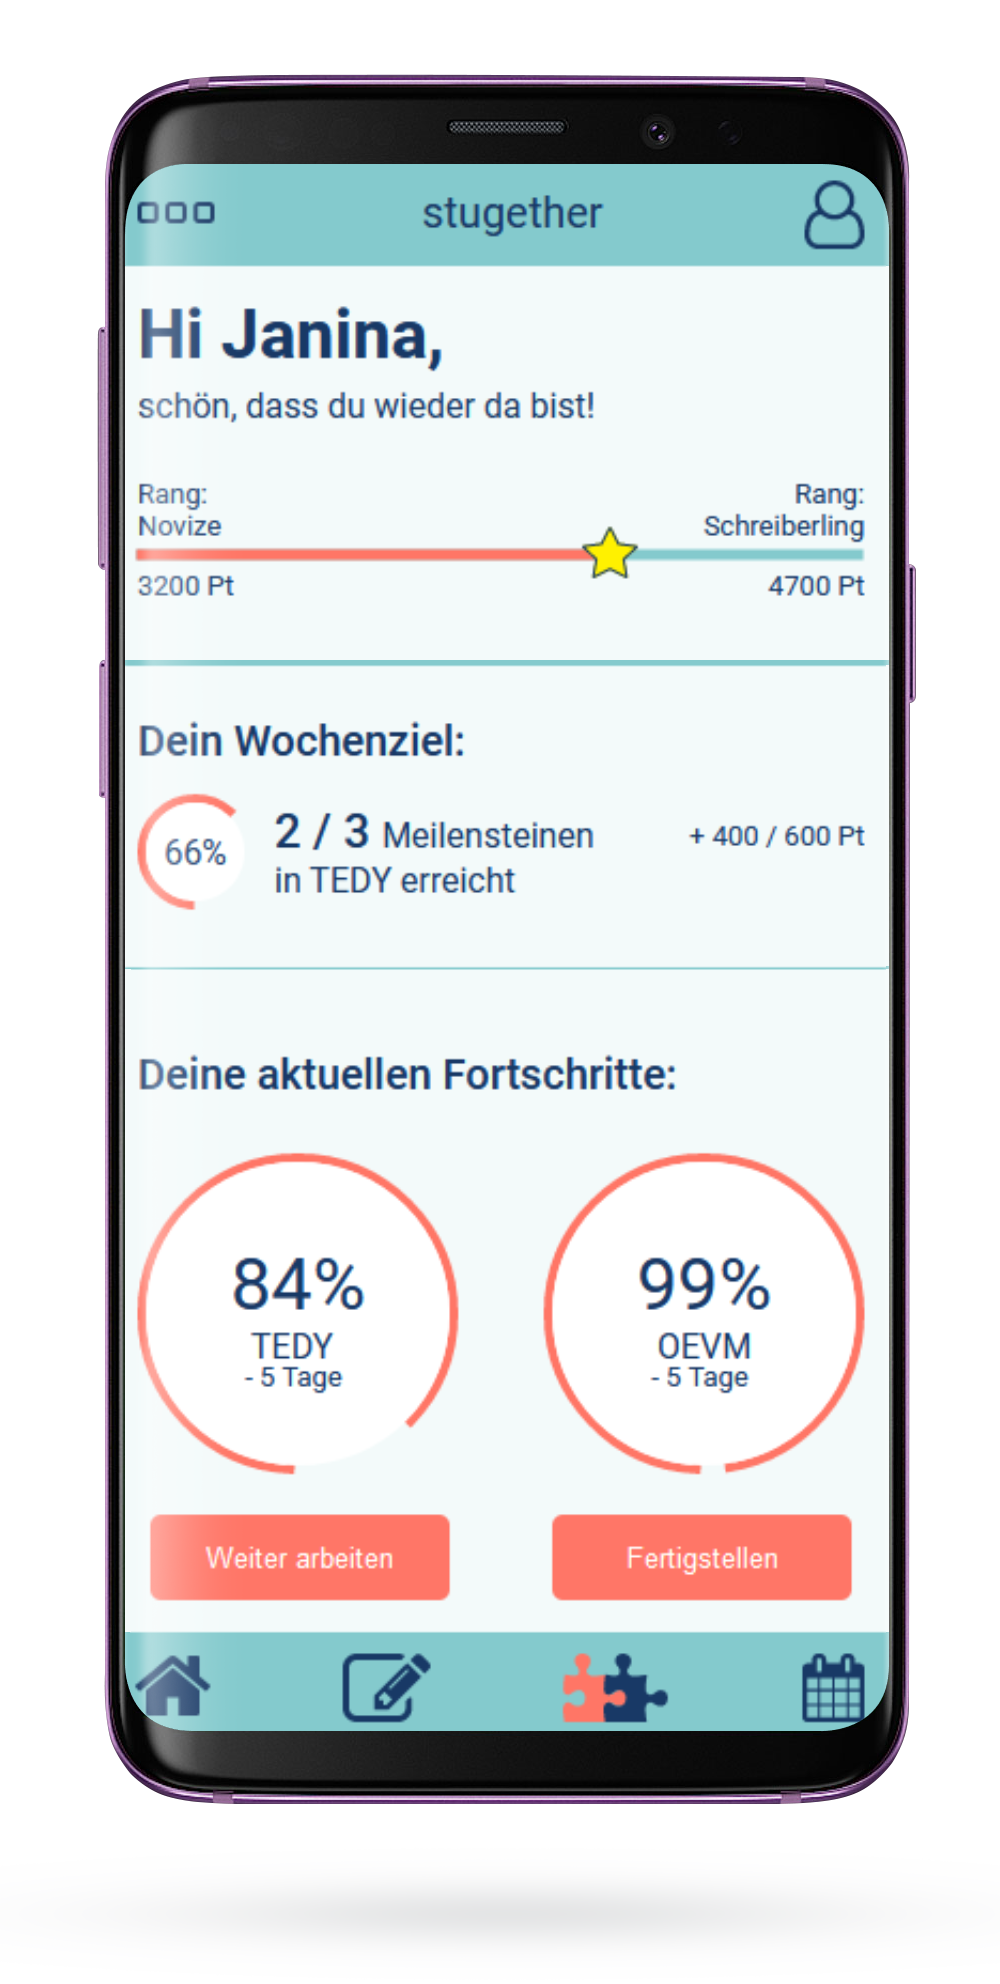 stugether
Hi Janina,
schön, dass du wieder da bist!
Rang:
Novize
Rang:
Schreiberling
3200 Pt
4700 Pt
Dein Wochenziel:
66%
2 / 3 Meilensteinen
in TEDY erreicht
+ 400 / 600 Pt
Deine aktuellen Fortschritte:
84%
TEDY
- 5 Tage
99%
OEVM
- 5 Tage
Weiter arbeiten
Fertigstellen